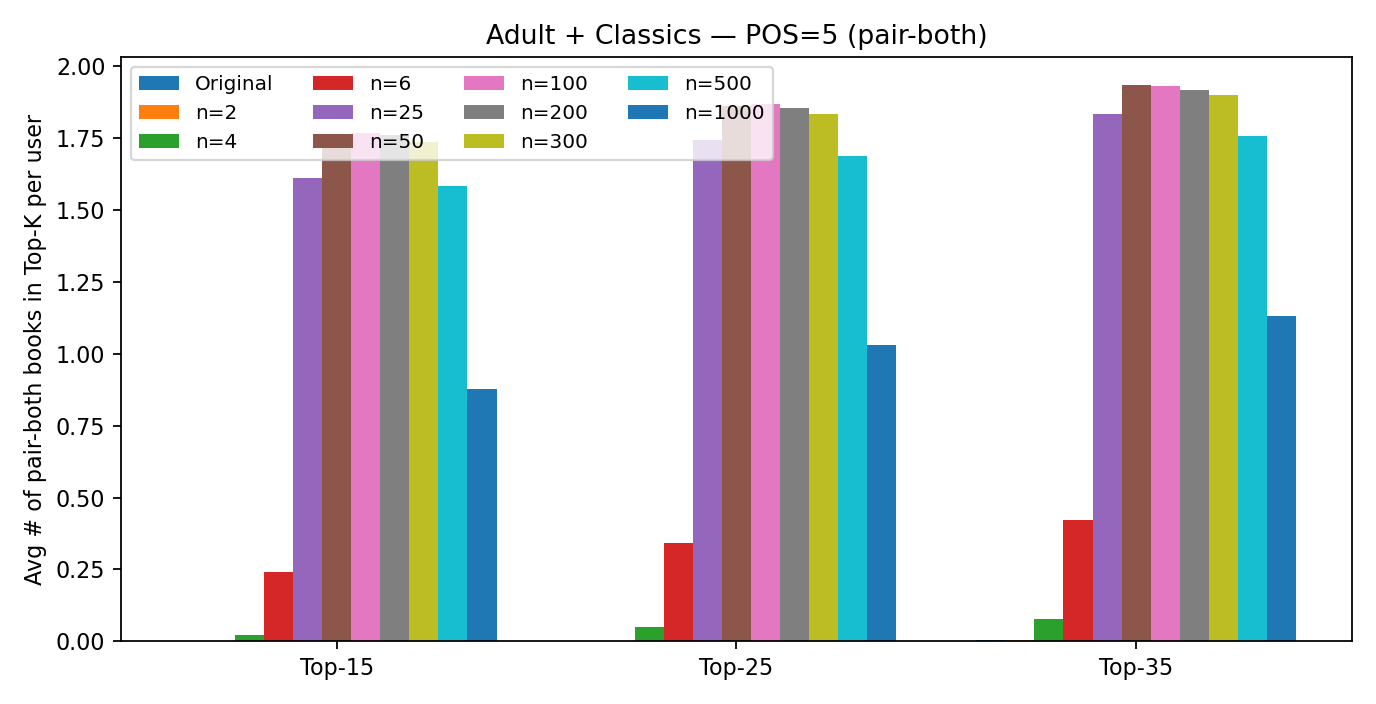 Adult + Classics — POS=5 (pair-both)
Avg # of pair-both books in Top-K per user
2.00
1.75
1.50
1.25
1.00
0.75
0.50
0.25
0.00
Original
n=2
n=4
n=6
n=25
n=50
n=100
n=200
n=300
n=500
n=1000
Top-15
Top-25
Top-35